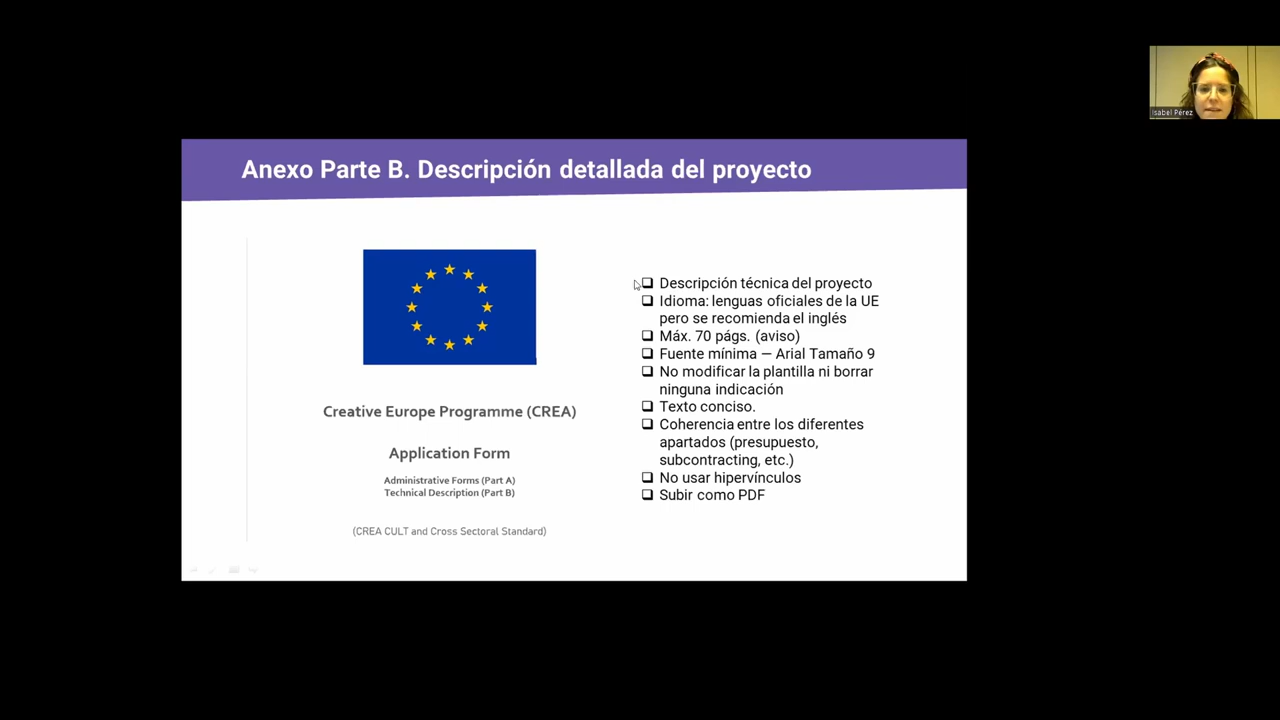 Isabel Pérez
Anexo Parte B. Descripción detallada del proyecto
Creative Europe Programme (CREA)
Application Form
Administrative Forms (Part A)
Technical Description (Part B)
(CREA CULT and Cross Sectoral Standard)
Descripción técnica del proyecto
Idioma: lenguas oficiales de la UE
pero se recomienda el inglés
Máx. 70 págs. (aviso)
Fuente mínima — Arial Tamaño 9
No modificar la plantilla ni borrar
ninguna indicación
Texto conciso.
Coherencia entre los diferentes
apartados (presupuesto,
subcontracting, etc.)
No usar hipervínculos
Subir como PDF